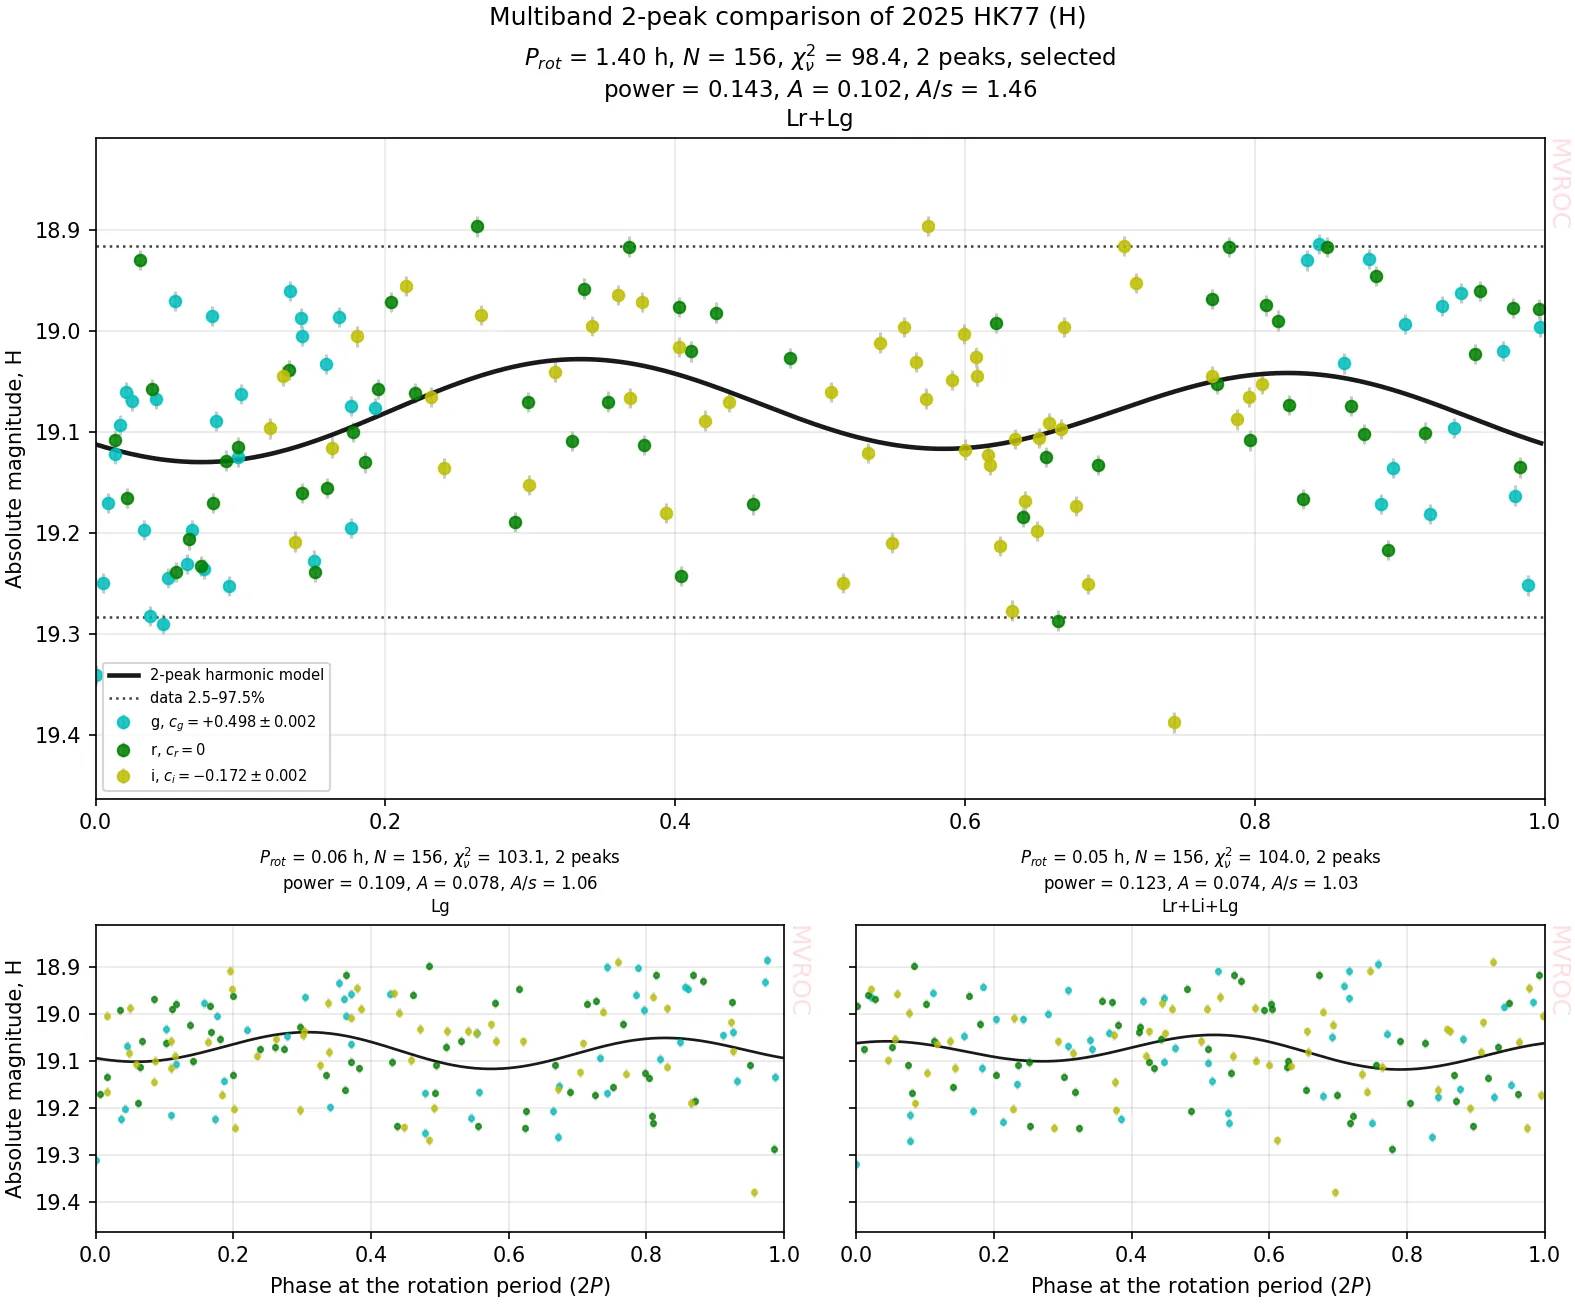 Multiband 2-peak comparison of 2025 HK77 (H)
P_rot = 1.40 h, N = 156, χ²_ν = 98.4, 2 peaks, selected
power = 0.143, A = 0.102, A/s = 1.46
Lr+Lg
MVROC
Absolute magnitude, H
18.9
19.0
19.1
19.2
19.3
19.4
2-peak harmonic model
data 2.5–97.5%
g, c_g = +0.498 ± 0.002
r, c_r = 0
i, c_i = −0.172 ± 0.002
0.0 0.2 0.4 0.6 0.8 1.0
P_rot = 0.06 h, N = 156, χ²_ν = 103.1, 2 peaks
power = 0.109, A = 0.078, A/s = 1.06
Lg
MVROC
Absolute magnitude, H
18.9
19.0
19.1
19.2
19.3
19.4
0.0 0.2 0.4 0.6 0.8 1.0
Phase at the rotation period (2P)
P_rot = 0.05 h, N = 156, χ²_ν = 104.0, 2 peaks
power = 0.123, A = 0.074, A/s = 1.03
Lr+Li+Lg
MVROC
0.0 0.2 0.4 0.6 0.8 1.0
Phase at the rotation period (2P)